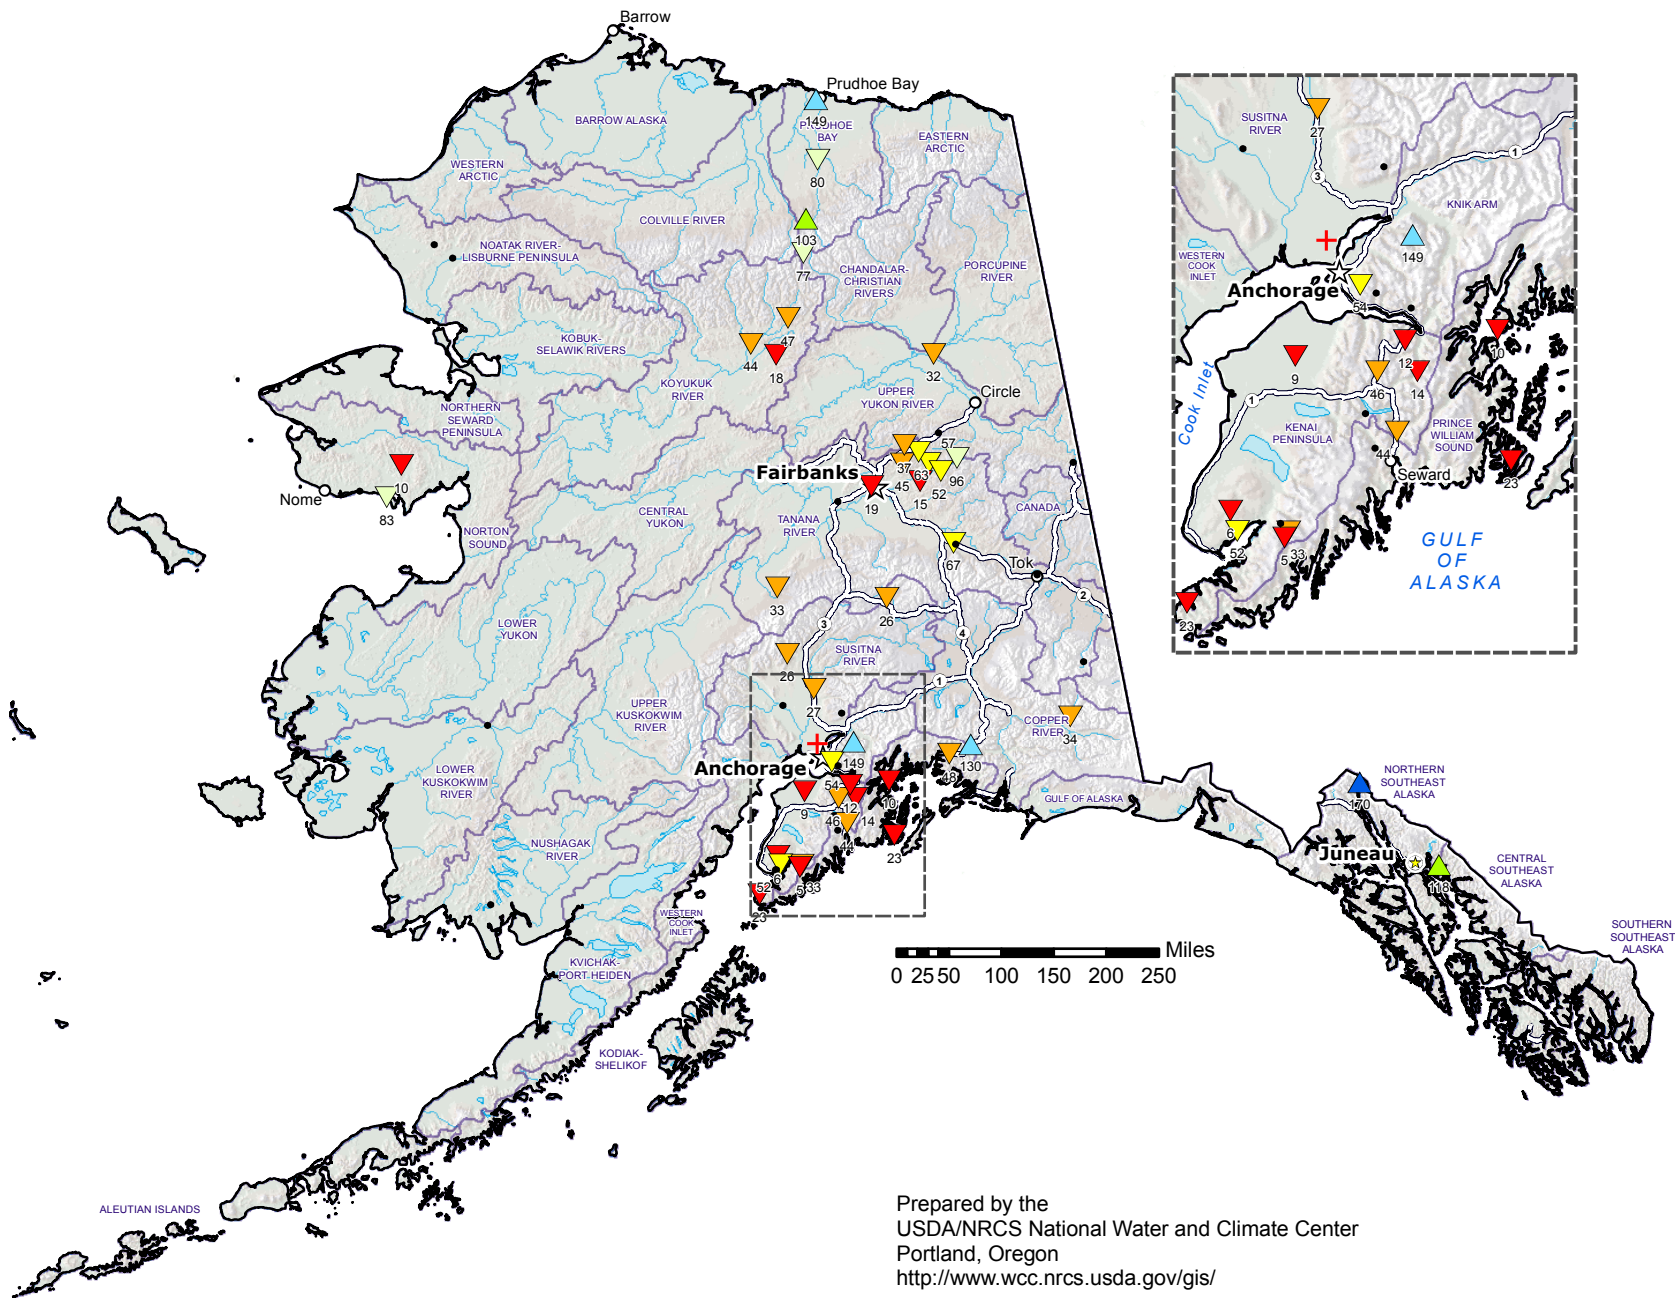 Barrow
Prudhoe Bay
149
PRUDHOE
BAY
BARROW ALASKA
EASTERN
ARCTIC
WESTERN
ARCTIC
80
COLVILLE RIVER
103
77
NOATAK RIVER-
LISBURNE PENINSULA
CHANDALAR-
CHRISTIAN
RIVERS
PORCUPINE
RIVER
KOBUK-
SELAWIK RIVERS
47
44
18
32
KOYUKUK
RIVER
UPPER
YUKON RIVER
Circle
NORTHERN
SEWARD
PENINSULA
57
37
63
96
45
52
15
Fairbanks
19
10
Nome
83
CENTRAL
YUKON
TANANA
RIVER
CANADA
NORTON
SOUND
67
Tok
2
33
26
3
4
LOWER
YUKON
SUSITNA
RIVER
26
1
27
UPPER
KUSKOKWIM
RIVER
COPPER
RIVER
34
149
48
130
Anchorage
54
LOWER
KUSKOKWIM
RIVER
9
12
10
46
14
44
23
GULF OF ALASKA
NUSHAGAK
RIVER
6
52
5
33
23
WESTERN
COOK
INLET
KVICHAK-
PORT HEIDEN
KODIAK-
SHELIKOF
ALEUTIAN ISLANDS
NORTHERN
SOUTHEAST
ALASKA
170
Juneau
118
CENTRAL
SOUTHEAST
ALASKA
SOUTHERN
SOUTHEAST
ALASKA
Miles
0 25 50 100 150 200 250
SUSITNA
RIVER
27
1
3
KNIK ARM
WESTERN
COOK
INLET
149
Anchorage
54
12
10
9
46
14
1
Cook Inlet
KENAI
PENINSULA
PRINCE
WILLIAM
SOUND
44
Seward
23
6
52
5
33
23
GULF
OF
ALASKA
Prepared by the
USDA/NRCS National Water and Climate Center
Portland, Oregon
http://www.wcc.nrcs.usda.gov/gis/